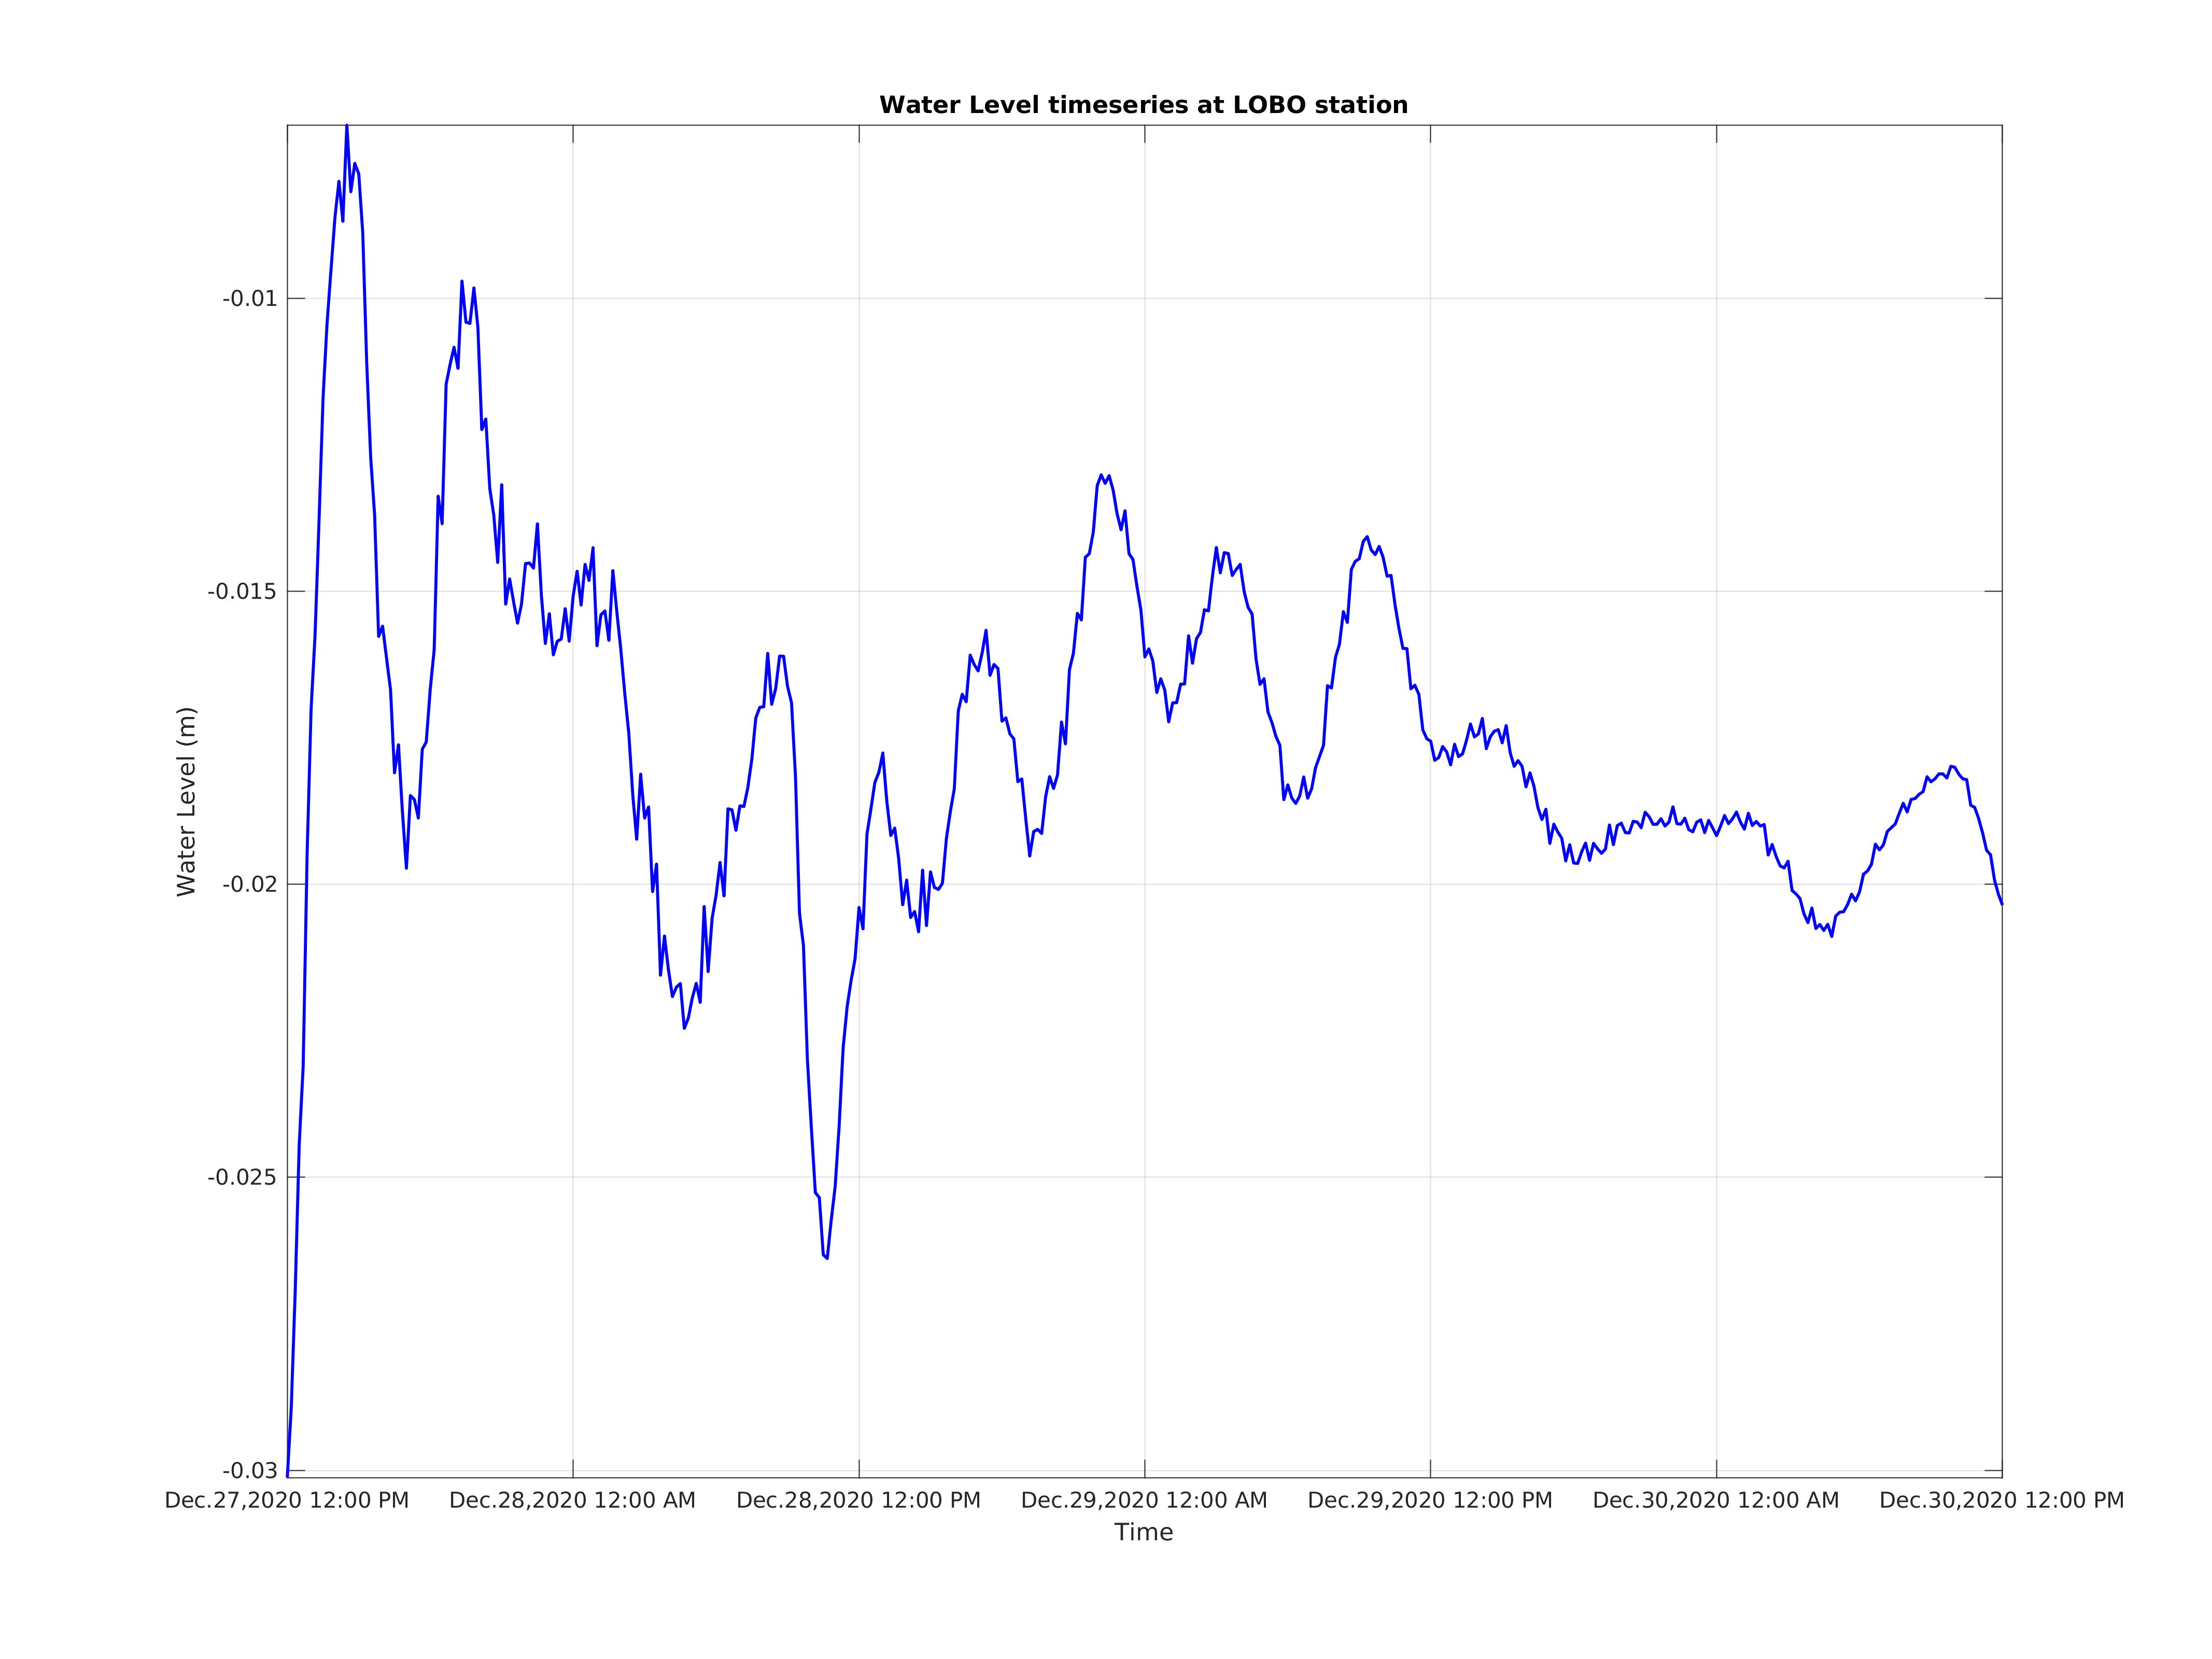 Water Level timeseries at LOBO station
-0.01
-0.015
-0.02
-0.025
-0.03
Water Level (m)
Dec.27,2020 12:00 PM
Dec.28,2020 12:00 AM
Dec.28,2020 12:00 PM
Dec.29,2020 12:00 AM
Dec.29,2020 12:00 PM
Dec.30,2020 12:00 AM
Dec.30,2020 12:00 PM
Time